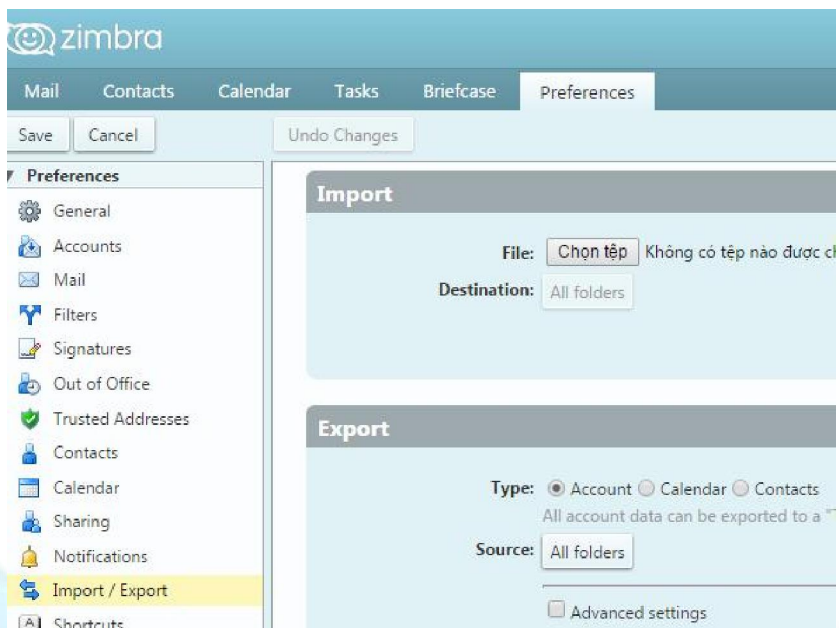 zimbra
Mail Contacts Calendar Tasks Briefcase Preferences
Save Cancel Undo Changes
Preferences
General
Accounts
Mail
Filters
Signatures
Out of Office
Trusted Addresses
Contacts
Calendar
Sharing
Notifications
Import / Export
Shortcuts
Import
File: Chọn tệp Không có tệp nào được
Destination: All folders
Export
Type: Account Calendar Contacts
All account data can be exported to a
Source: All folders
Advanced settings